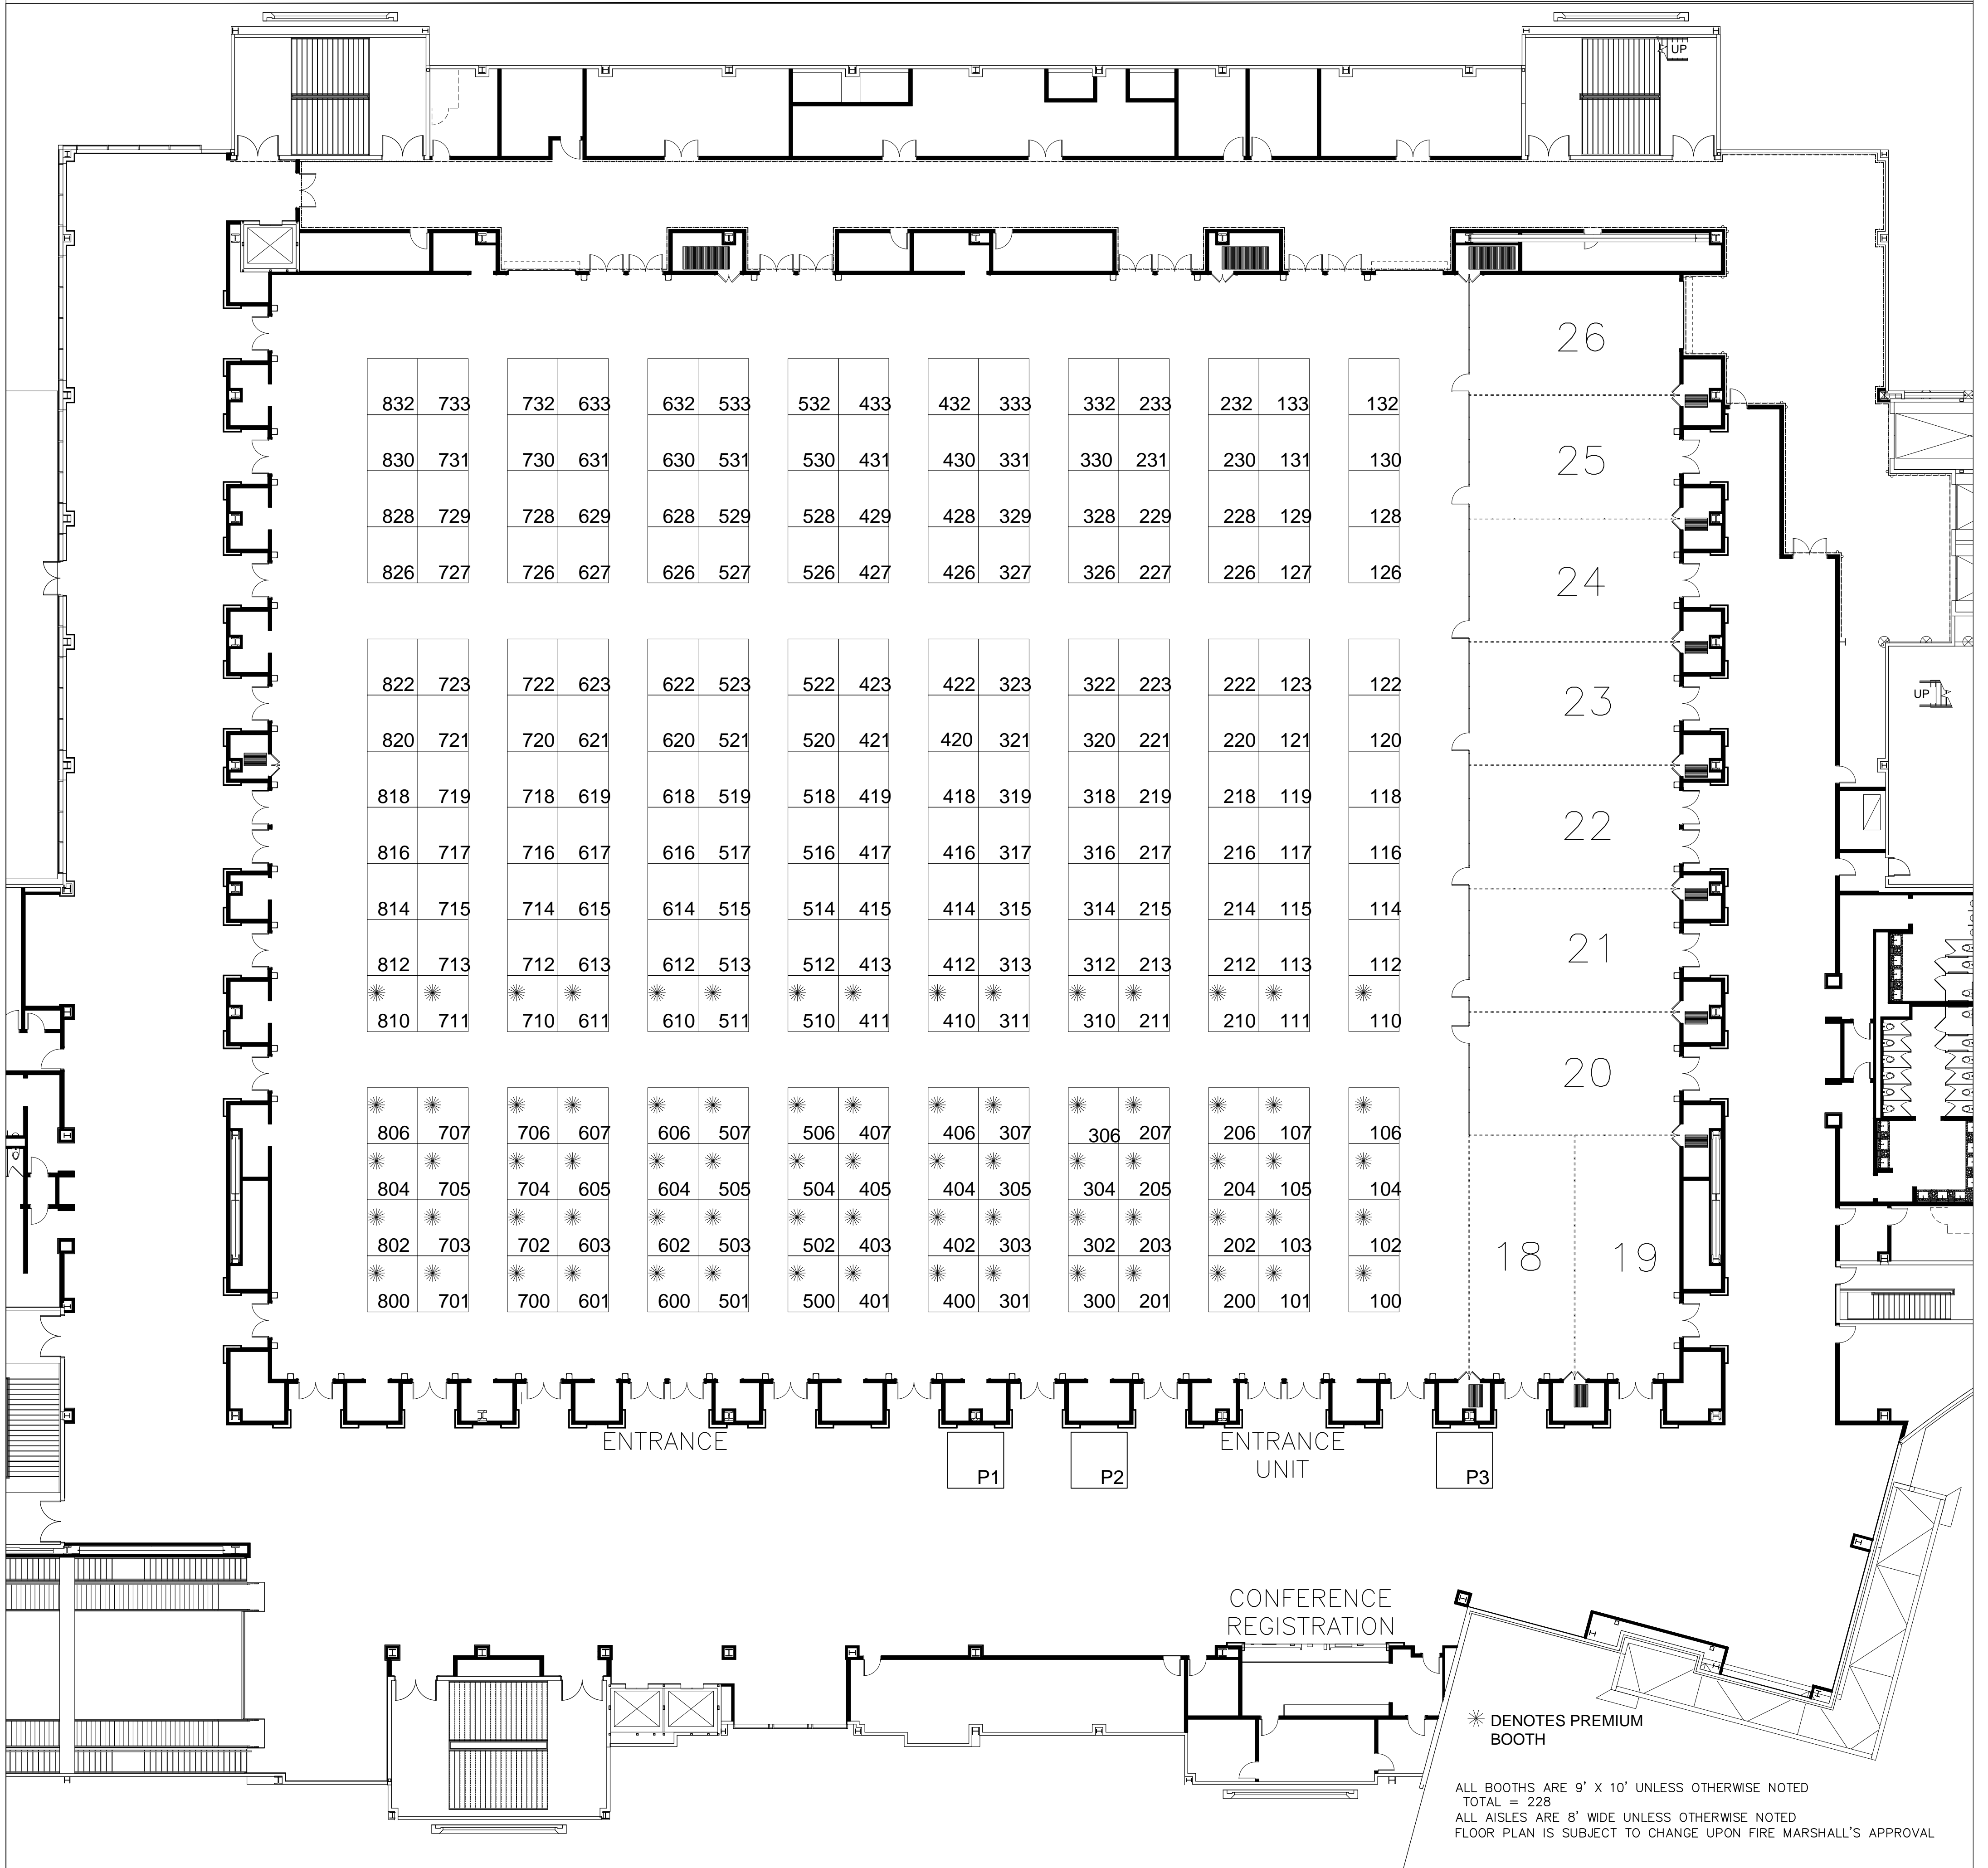 UP
26
832 733 732 633 632 533 532 433 432 333 332 233 232 133 132
830 731 730 631 630 531 530 431 430 331 330 231 230 131 130
25
828 729 728 629 628 529 528 429 428 329 328 229 228 129 128
826 727 726 627 626 527 526 427 426 327 326 227 226 127 126
24
822 723 722 623 622 523 522 423 422 323 322 223 222 123 122
23
UP
820 721 720 621 620 521 520 421 420 321 320 221 220 121 120
818 719 718 619 618 519 518 419 418 319 318 219 218 119 118
22
816 717 716 617 616 517 516 417 416 317 316 217 216 117 116
814 715 714 615 614 515 514 415 414 315 314 215 214 115 114
21
812 713 712 613 612 513 512 413 412 313 312 213 212 113 112
810 711 710 611 610 511 510 411 410 311 310 211 210 111 110
20
806 707 706 607 606 507 506 407 406 307 306 207 206 107 106
804 705 704 605 604 505 504 405 404 305 304 205 204 105 104
802 703 702 603 602 503 502 403 402 303 302 203 202 103 102
18 19
800 701 700 601 600 501 500 401 400 301 300 201 200 101 100
ENTRANCE
ENTRANCE
UNIT
P1 P2 P3
CONFERENCE
REGISTRATION
DENOTES PREMIUM
BOOTH
ALL BOOTHS ARE 9' X 10' UNLESS OTHERWISE NOTED
TOTAL = 228
ALL AISLES ARE 8' WIDE UNLESS OTHERWISE NOTED
FLOOR PLAN IS SUBJECT TO CHANGE UPON FIRE MARSHALL'S APPROVAL